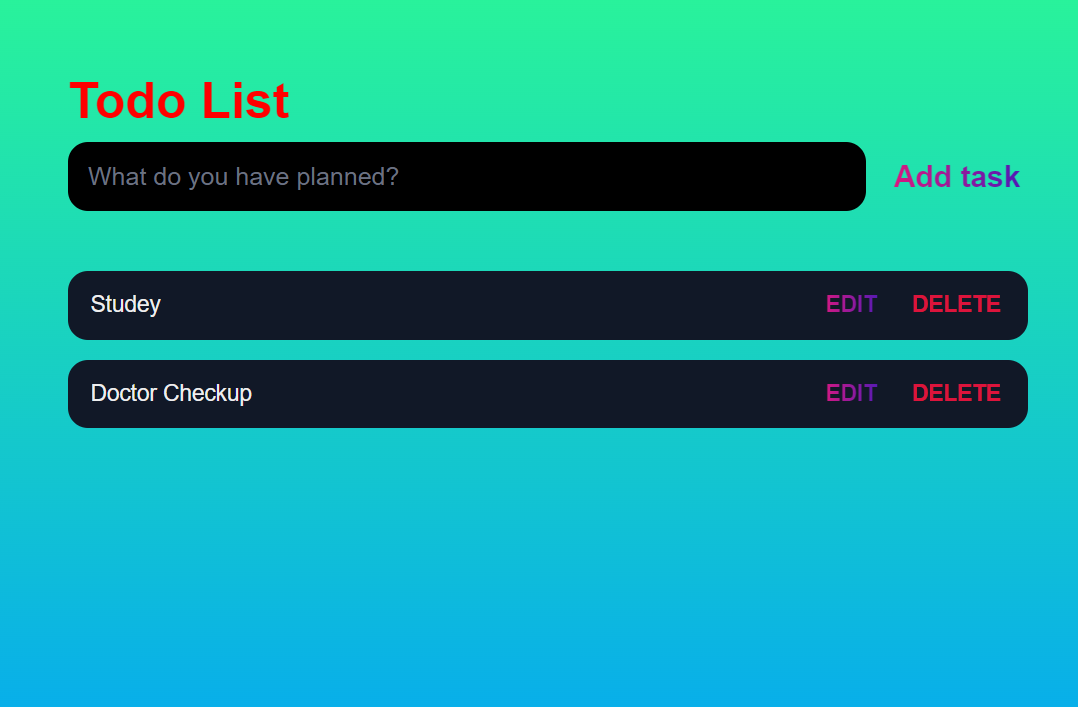 Todo List
What do you have planned?
Add task
Studey
EDIT
DELETE
Doctor Checkup
EDIT
DELETE